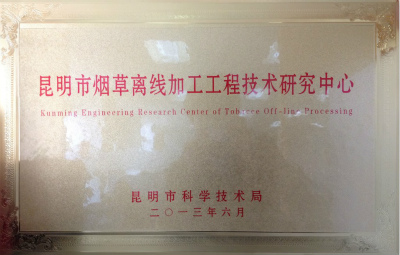 昆明市烟草离线加工工程技术研究中心
Kunming Engineering Research Center of Tobacco Off-line Processing
昆明市科学技术局
二〇一三年六月